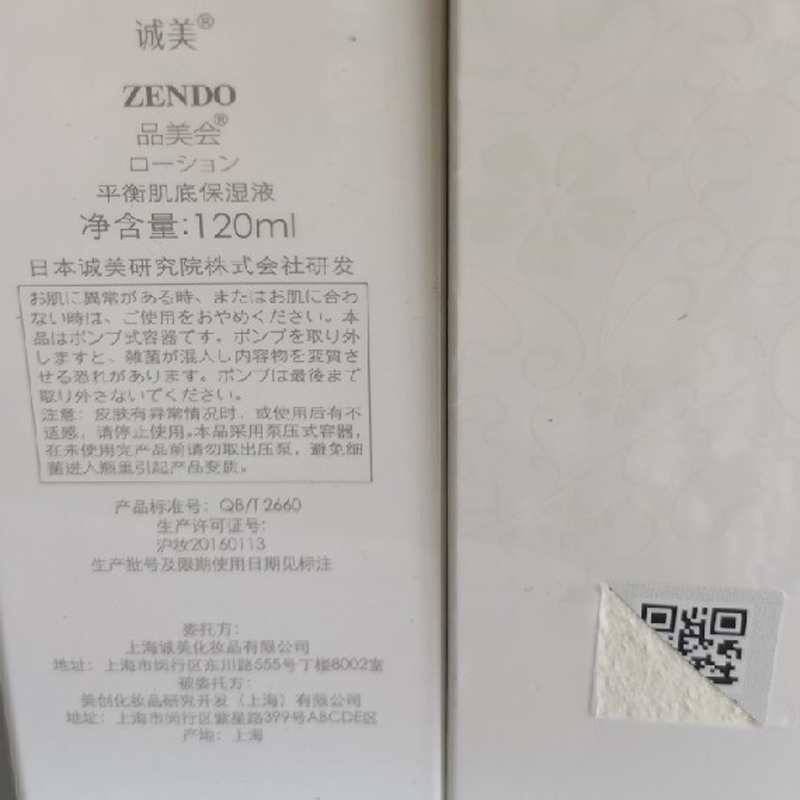 诚美®
ZENDO
品美会®
ローション
平衡肌底保湿液
净含量:120ml
日本诚美研究院株式会社研发
お肌に異常がある時、またはお肌に合わ
ない時は、ご使用をおやめください。本
品はポンプ式容器です。ポンプを取り外
しますと、雑菌が混入し内容物を変質さ
せる恐れがあります。ポンプは最後まで
取り外さないでください。
注意：皮肤有异常情况时，或使用后有不
适感，请停止使用。本品采用泵压式容器，
在未使用完产品前请勿取出压泵，避免细
菌进入瓶里引起产品变质。
产品标准号：QB/T 2660
生产许可证号:
沪妆20160113
生产批号及限期使用日期见标注
委托方：
上海诚美化妆品有限公司
地址：上海市闵行区东川路555号丁楼8002室
被委托方：
美创化妆品研究开发（上海）有限公司
地址：上海市闵行区紫星路399号ABCDE区
产地：上海